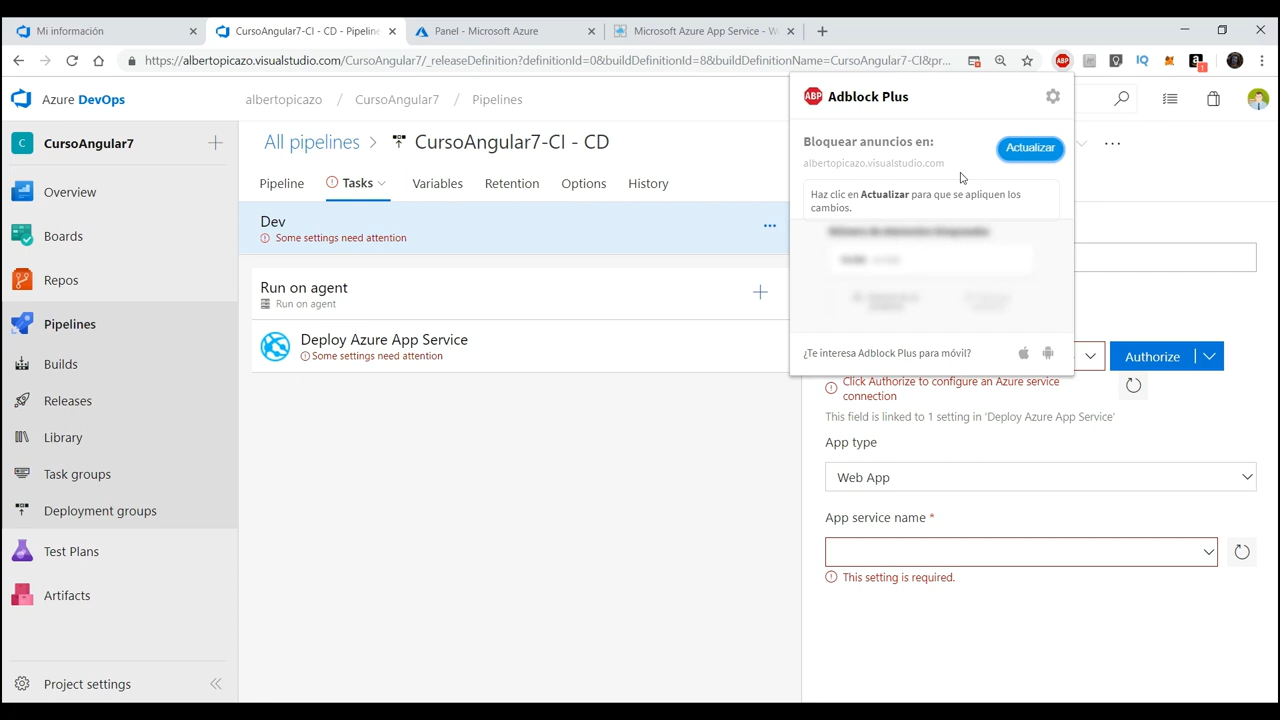 Mi información
CursoAngular7-CI - CD - Pipeline
Panel - Microsoft Azure
Microsoft Azure App Service - W
https://albertopicazo.visualstudio.com/CursoAngular7/_releaseDefinition?definitionId=0&buildDefinitionId=8&buildDefinitionName=CursoAngular7-CI&pr...
ABP
IQ
a
1
Azure DevOps
albertopicazo / CursoAngular7 / Pipelines
C
CursoAngular7
Overview
Boards
Repos
Pipelines
Builds
Releases
Library
Task groups
Deployment groups
Test Plans
Artifacts
Project settings
All pipelines > CursoAngular7-CI - CD
Pipeline
Tasks
Variables
Retention
Options
History
Dev
Some settings need attention
Run on agent
Run on agent
Deploy Azure App Service
Some settings need attention
ABP Adblock Plus
Bloquear anuncios en:
albertopicazo.visualstudio.com
Actualizar
Haz clic en Actualizar para que se apliquen los
cambios.
¿Te interesa Adblock Plus para móvil?
Authorize
Click Authorize to configure an Azure service
connection
This field is linked to 1 setting in 'Deploy Azure App Service'
App type
Web App
App service name *
This setting is required.